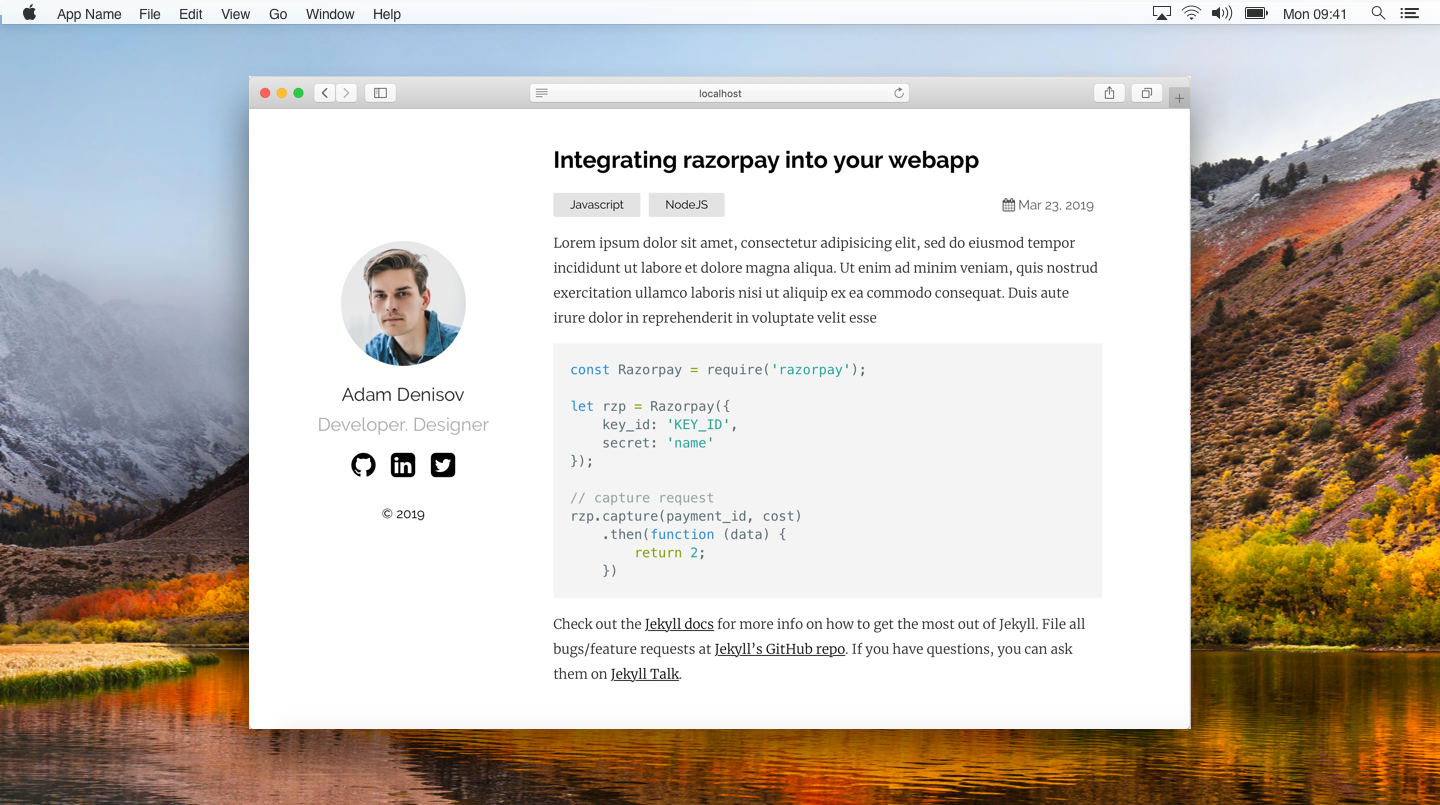 App Name File Edit View Go Window Help Mon 09:41
localhost
Adam Denisov
Developer. Designer
© 2019
Integrating razorpay into your webapp
Javascript NodeJS Mar 23, 2019
Lorem ipsum dolor sit amet, consectetur adipisicing elit, sed do eiusmod tempor
incididunt ut labore et dolore magna aliqua. Ut enim ad minim veniam, quis nostrud
exercitation ullamco laboris nisi ut aliquip ex ea commodo consequat. Duis aute
irure dolor in reprehenderit in voluptate velit esse
const Razorpay = require('razorpay');
let rzp = Razorpay({
    key_id: 'KEY_ID',
    secret: 'name'
});
// capture request
rzp.capture(payment_id, cost)
    .then(function (data) {
        return 2;
    })
Check out the Jekyll docs for more info on how to get the most out of Jekyll. File all
bugs/feature requests at Jekyll’s GitHub repo. If you have questions, you can ask
them on Jekyll Talk.